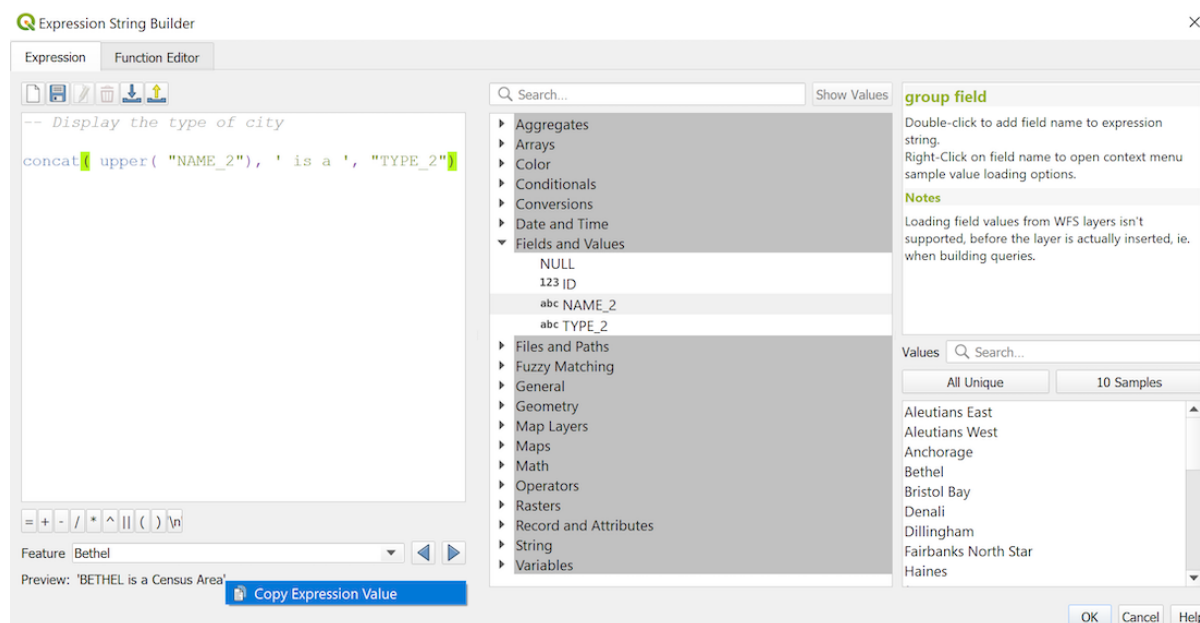 Expression String Builder
Expression
Function Editor
-- Display the type of city
concat( upper( "NAME_2"), ' is a ', "TYPE_2")
= + - / * ^ || ( ) \n
Feature Bethel
Preview: 'BETHEL is a Census Area'
Copy Expression Value
Search...
Show Values
Aggregates
Arrays
Color
Conditionals
Conversions
Date and Time
Fields and Values
NULL
123 ID
abc NAME_2
abc TYPE_2
Files and Paths
Fuzzy Matching
General
Geometry
Map Layers
Maps
Math
Operators
Rasters
Record and Attributes
String
Variables
group field
Double-click to add field name to expression
string.
Right-Click on field name to open context menu
sample value loading options.
Notes
Loading field values from WFS layers isn't
supported, before the layer is actually inserted, ie.
when building queries.
Values
Search...
All Unique
10 Samples
Aleutians East
Aleutians West
Anchorage
Bethel
Bristol Bay
Denali
Dillingham
Fairbanks North Star
Haines
OK
Cancel
Help